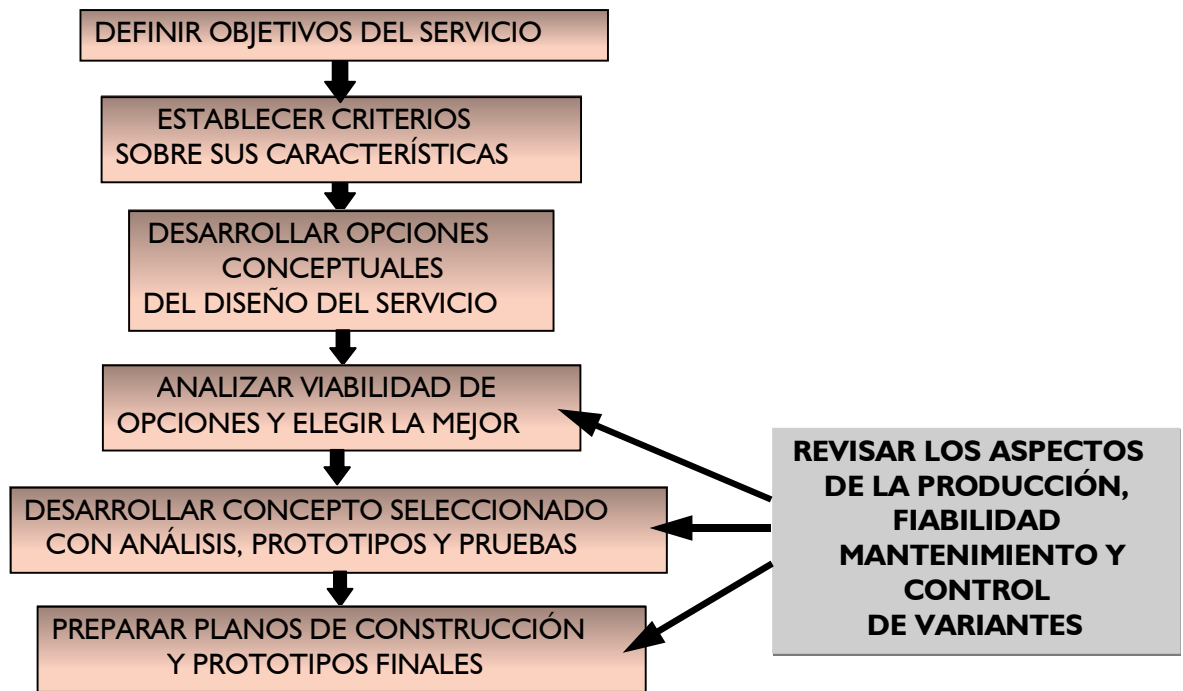 DEFINIR OBJETIVOS DEL SERVICIO
ESTABLECER CRITERIOS
SOBRE SUS CARACTERÍSTICAS
DESARROLLAR OPCIONES
CONCEPTUALES
DEL DISEÑO DEL SERVICIO
ANALIZAR VIABILIDAD DE
OPCIONES Y ELEGIR LA MEJOR
DESARROLLAR CONCEPTO SELECCIONADO
CON ANÁLISIS, PROTOTIPOS Y PRUEBAS
PREPARAR PLANOS DE CONSTRUCCIÓN
Y PROTOTIPOS FINALES
REVISAR LOS ASPECTOS
DE LA PRODUCCIÓN,
FIABILIDAD
MANTENIMIENTO Y
CONTROL
DE VARIANTES